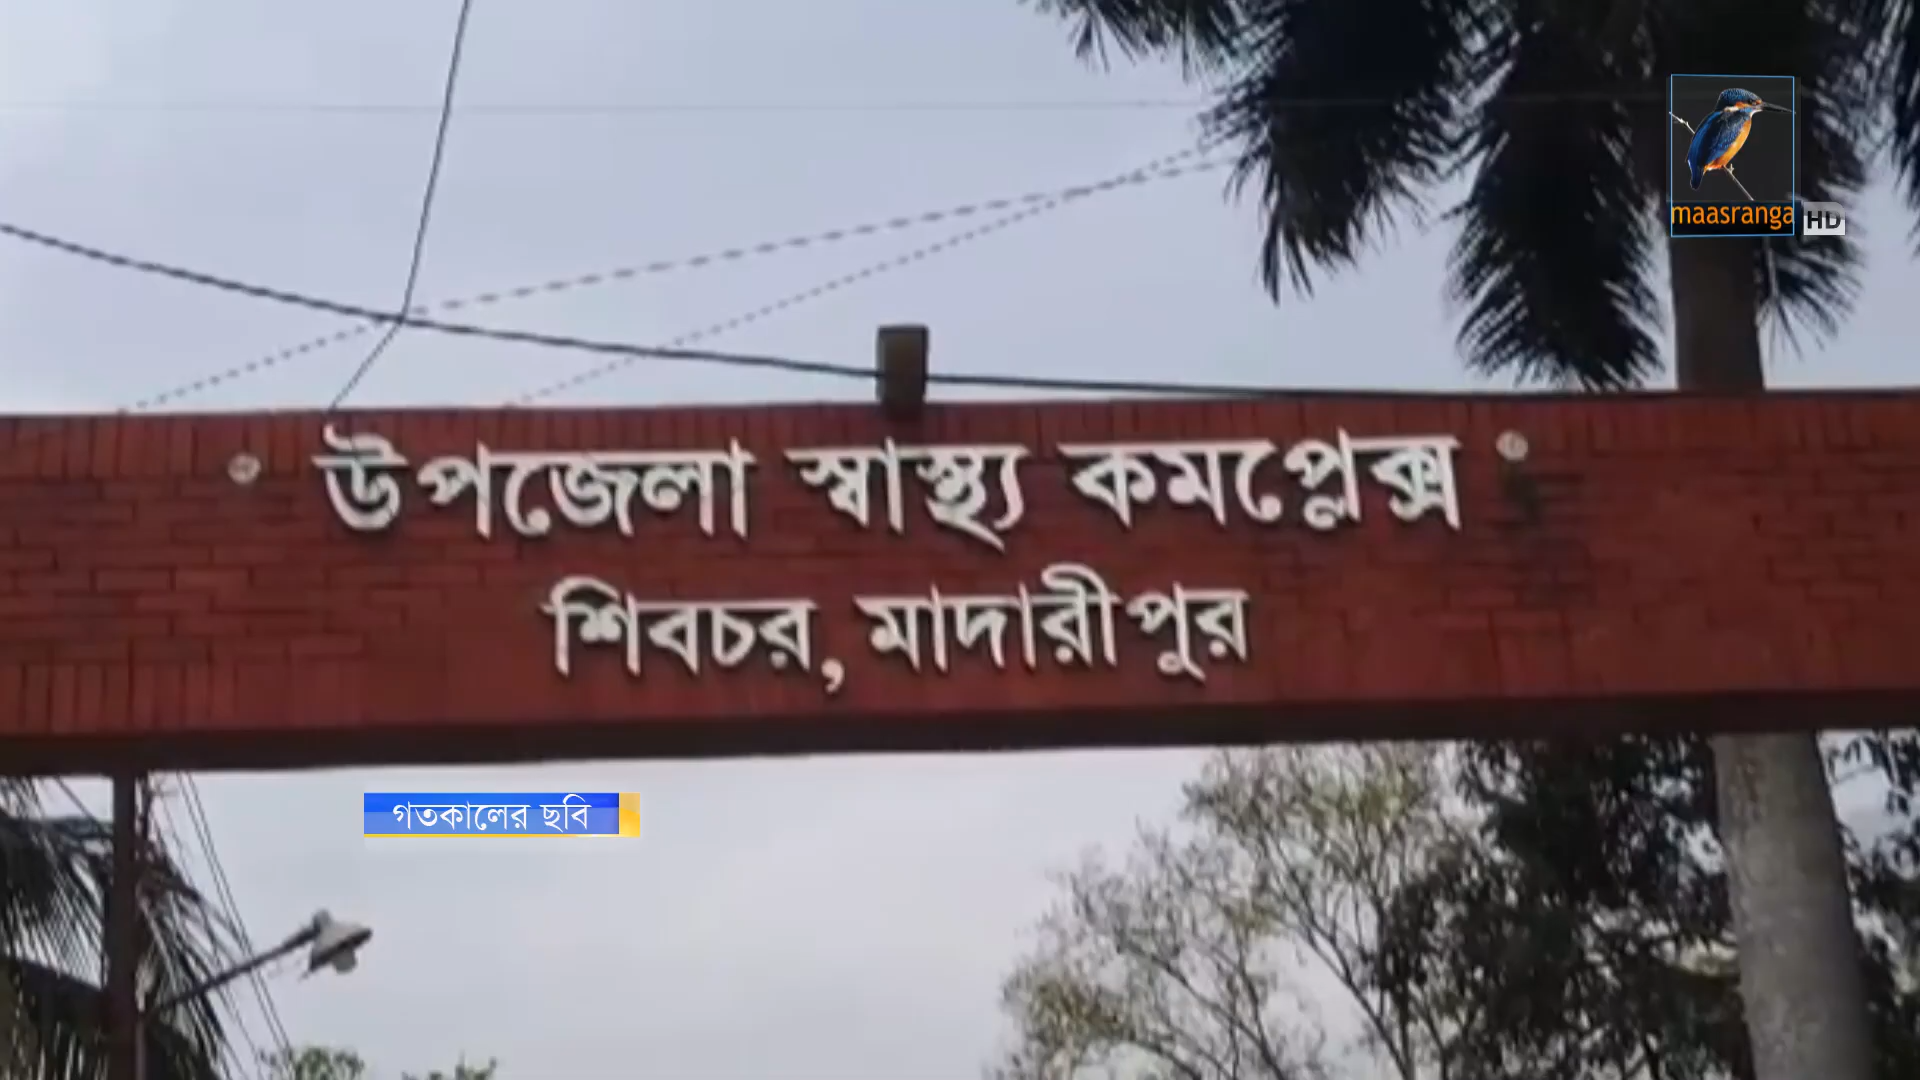 maasranga HD
উপজেলা স্বাস্থ্য কমপ্লেক্স
শিবচর, মাদারীপুর
গতকালের ছবি